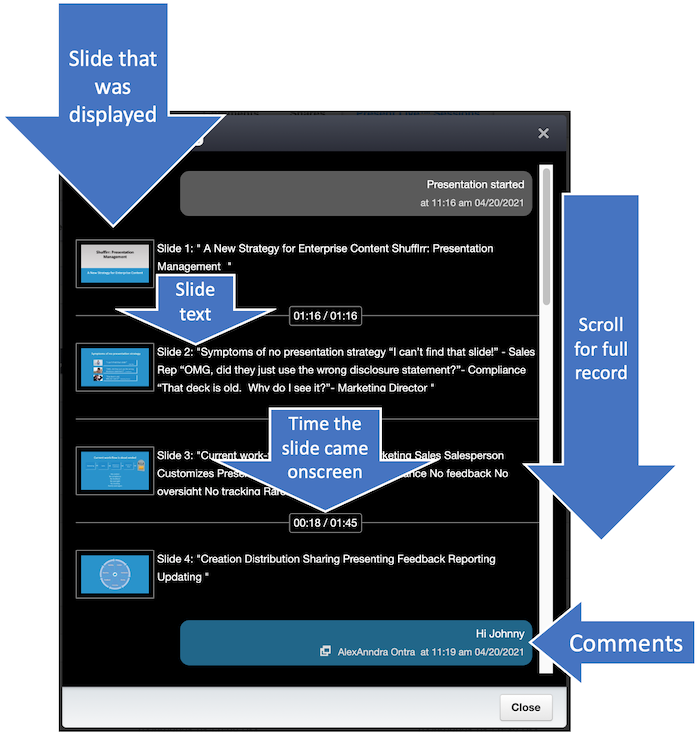 Slide that
was
displayed
Presentation started
at 11:16 am 04/20/2021
Shufflrr: Presentation
Management
A New Strategy for Enterprise Content
Slide 1: " A New Strategy for Enterprise Content Shufflrr: Presentation
Management "
Slide
text
01:16 / 01:16
Scroll
for full
record
Symptoms of no presentation strategy
Slide 2: "Symptoms of no presentation strategy “I can’t find that slide!” - Sales
Rep “OMG, did they just use the wrong disclosure statement?”- Compliance
“That deck is old. Why do I see it?”- Marketing Director "
Time the
slide came
onscreen
Slide 3: "Current work- keting Sales Salesperson
Customizes Prese ance No feedback No
oversight No tracking
00:18 / 01:45
Slide 4: "Creation Distribution Sharing Presenting Feedback Reporting
Updating "
Hi Johnny
AlexAnndra Ontra at 11:19 am 04/20/2021
Comments
Close